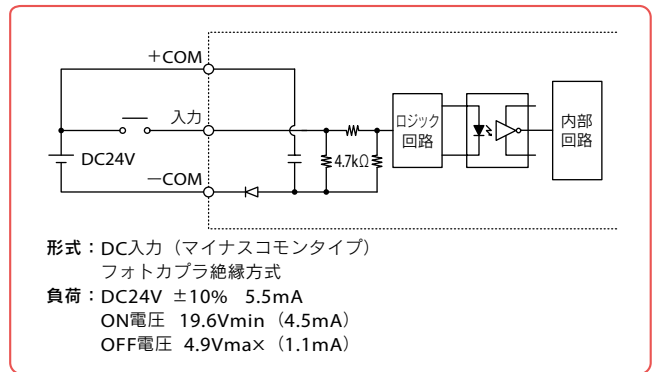 +COM
入力
DC24V
−COM
4.7kΩ
ロジック
回路
内部
回路
形式：DC入力（マイナスコモンタイプ）
フォトカプラ絶縁方式
負荷：DC24V ±10% 5.5mA
ON電圧 19.6Vmin（4.5mA）
OFF電圧 4.9Vma×（1.1mA）